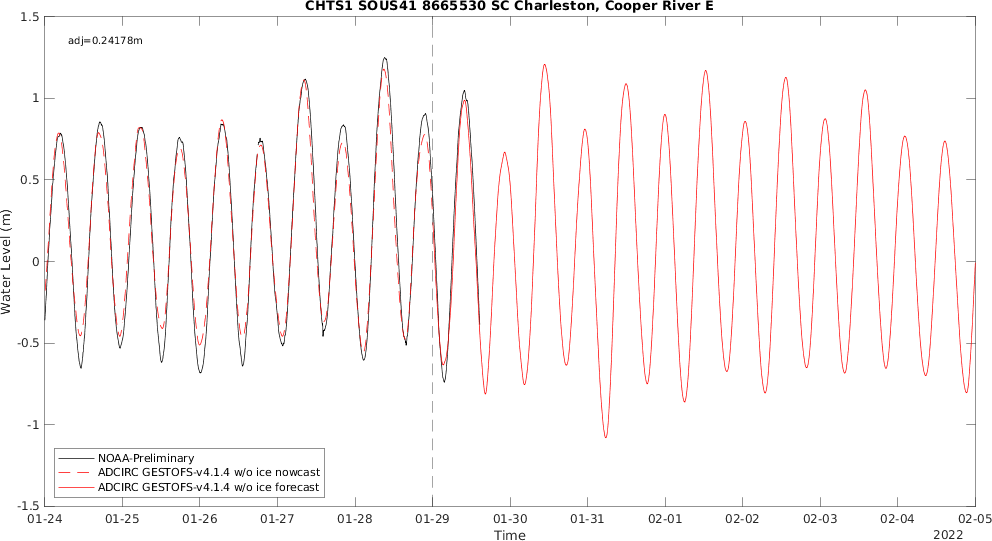 CHTS1 SOUS41 8665530 SC Charleston, Cooper River E
adj=0.24178m
1.5
1
0.5
0
-0.5
-1
-1.5
Water Level (m)
NOAA-Preliminary
ADCIRC GESTOFS-v4.1.4 w/o ice nowcast
ADCIRC GESTOFS-v4.1.4 w/o ice forecast
01-24 01-25 01-26 01-27 01-28 01-29 01-30 01-31 02-01 02-02 02-03 02-04 02-05
Time
2022